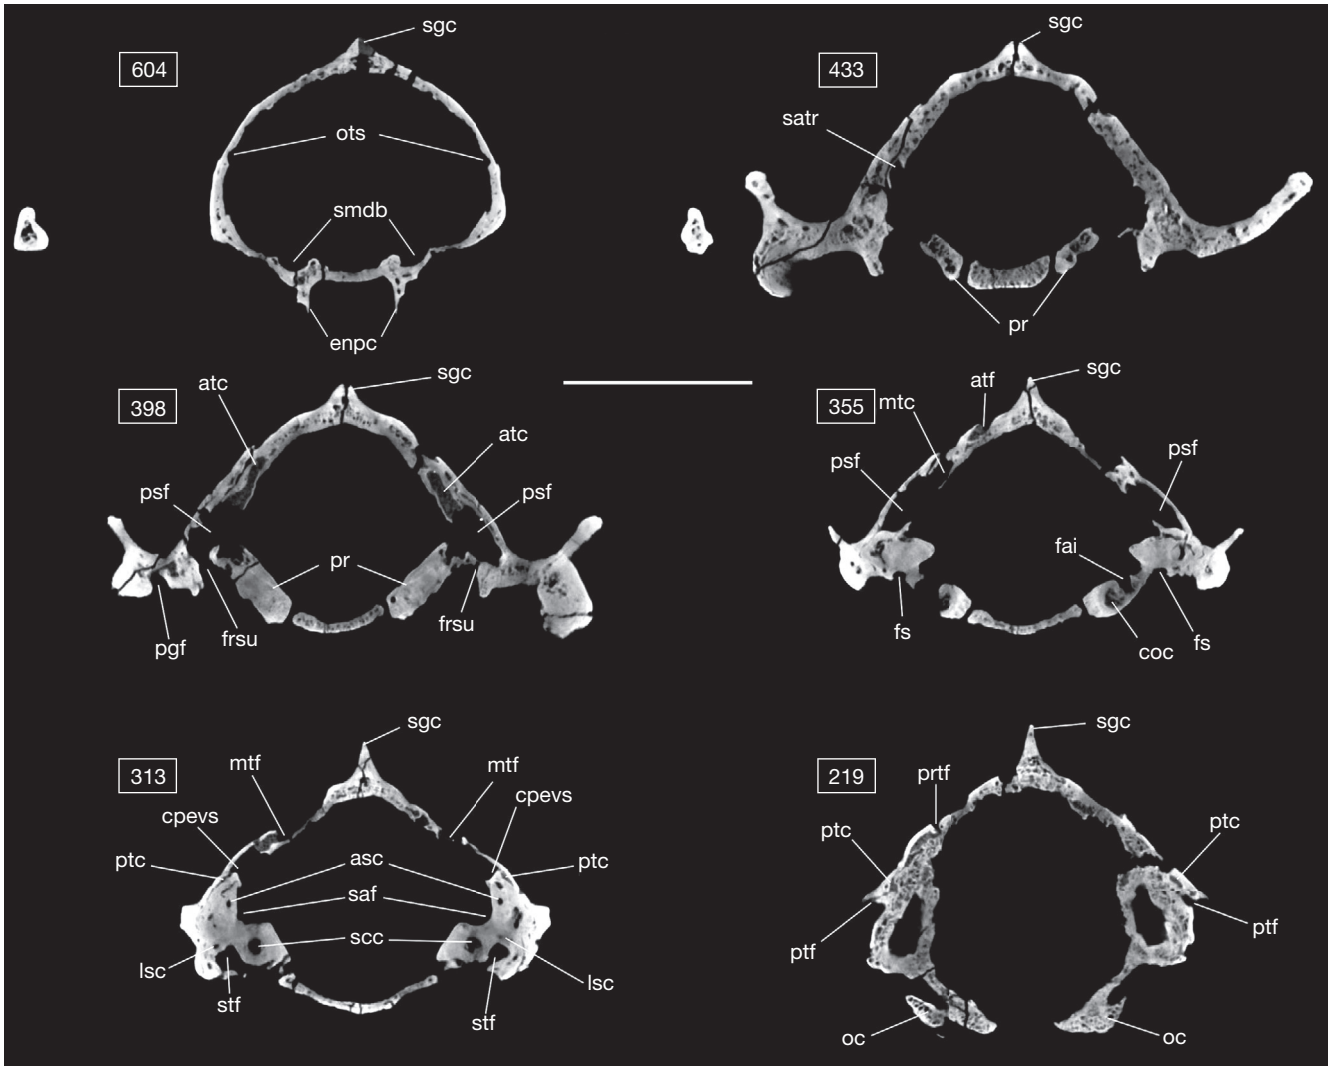 604
sgc
ots
smdb
enpc
433
sgc
satr
pr
398
atc
sgc
atc
psf
psf
pr
pgf
frsu
frsu
355
mtc
atf
sgc
psf
psf
fai
fs
coc
fs
313
sgc
mtf
mtf
cpevs
cpevs
ptc
asc
ptc
saf
scc
lsc
lsc
stf
stf
219
sgc
prtf
ptc
ptc
ptf
ptf
oc
oc